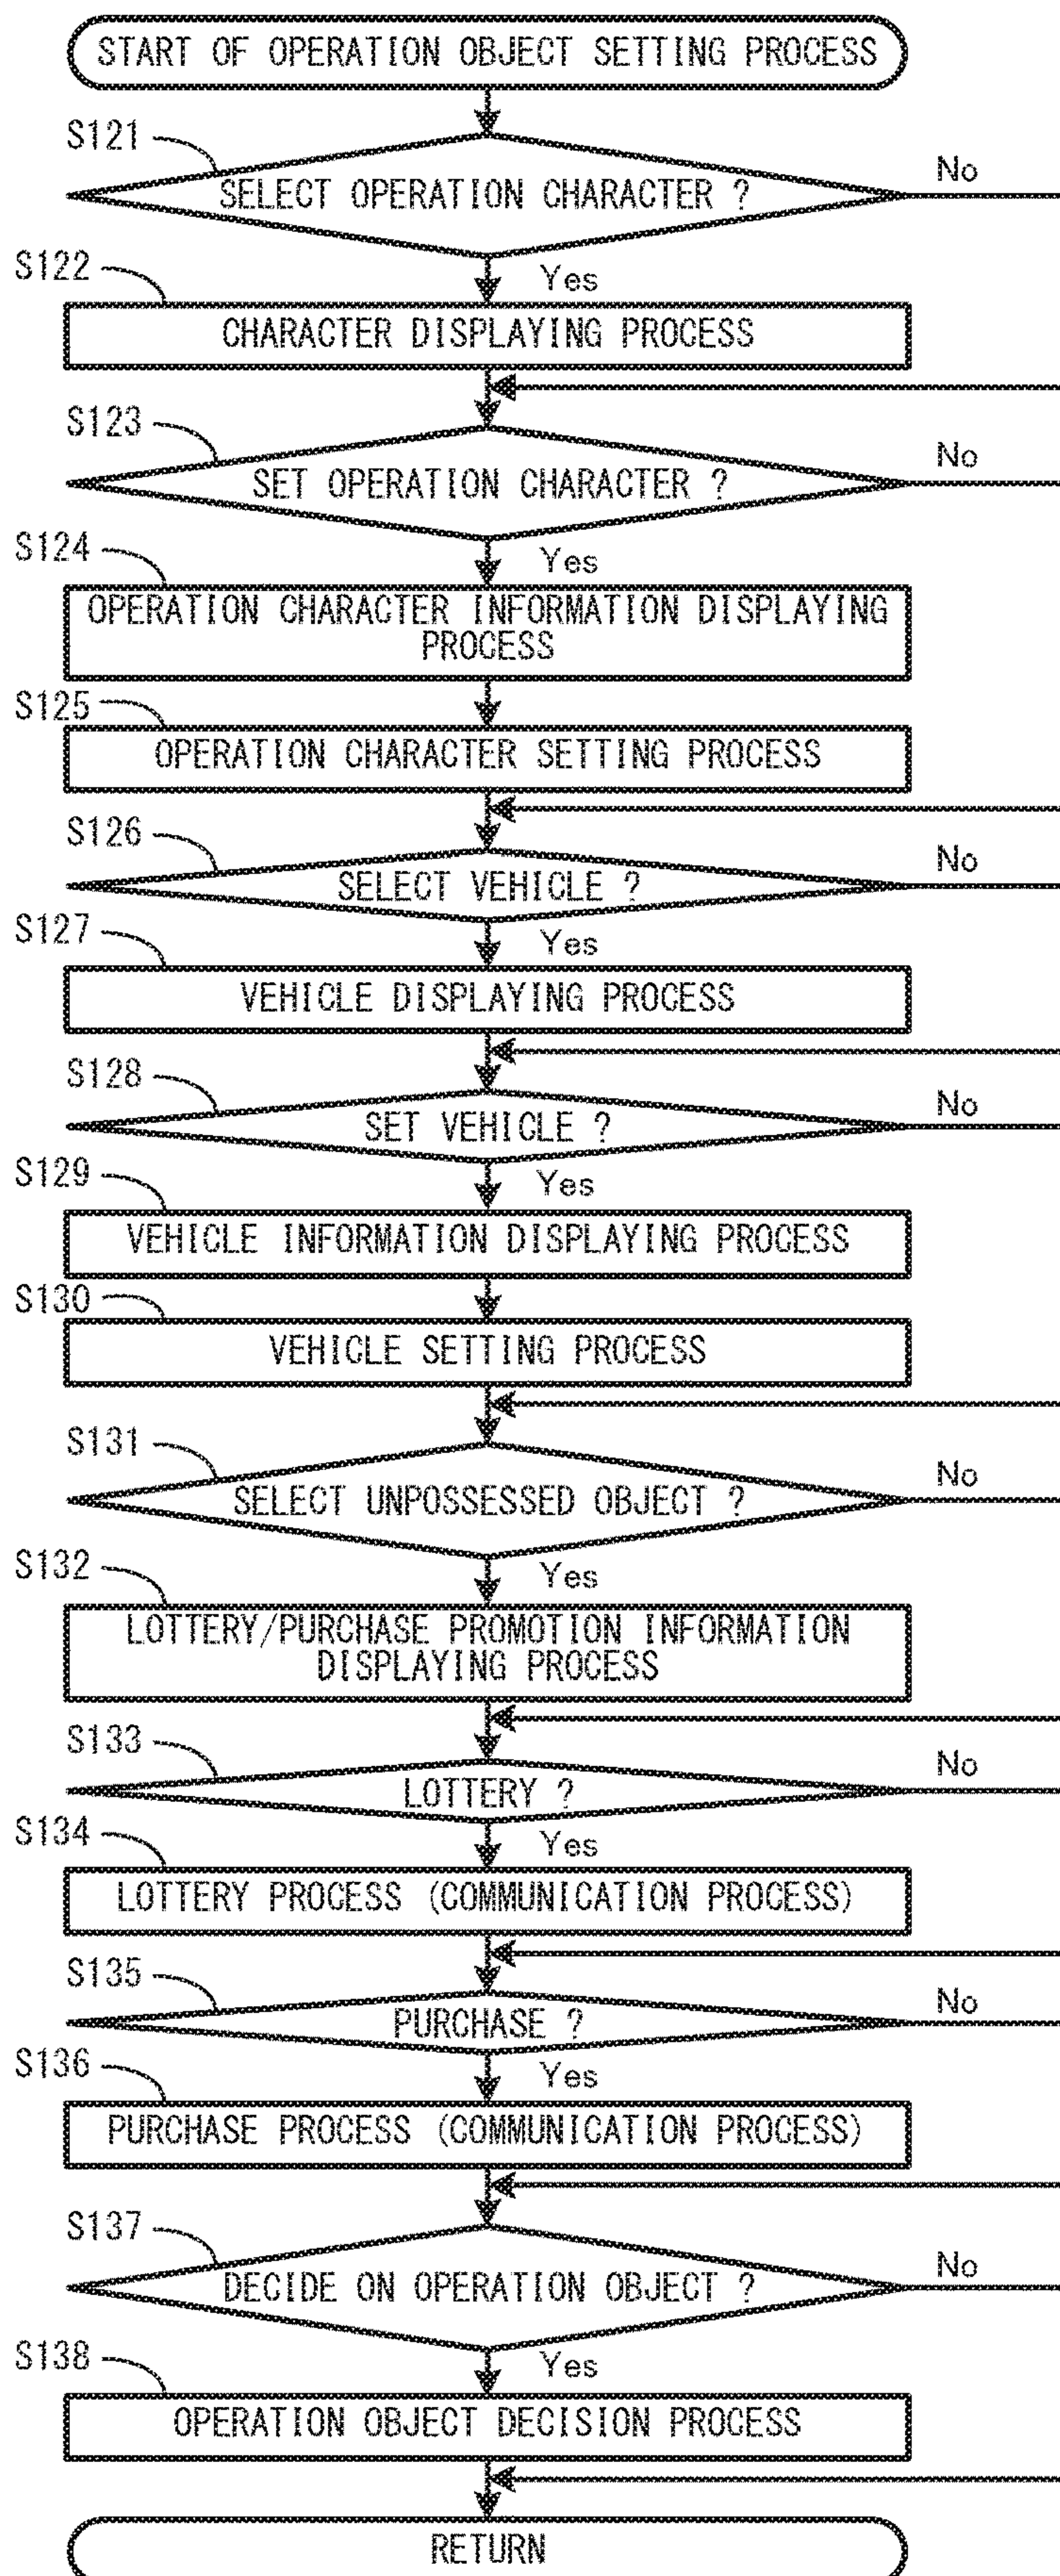 START OF OPERATION OBJECT SETTING PROCESS
S121
SELECT OPERATION CHARACTER ?
No
Yes
S122
CHARACTER DISPLAYING PROCESS
S123
SET OPERATION CHARACTER ?
No
Yes
S124
OPERATION CHARACTER INFORMATION DISPLAYING
PROCESS
S125
OPERATION CHARACTER SETTING PROCESS
S126
SELECT VEHICLE ?
No
Yes
S127
VEHICLE DISPLAYING PROCESS
S128
SET VEHICLE ?
No
Yes
S129
VEHICLE INFORMATION DISPLAYING PROCESS
S130
VEHICLE SETTING PROCESS
S131
SELECT UNPOSSESSED OBJECT ?
No
Yes
S132
LOTTERY/PURCHASE PROMOTION INFORMATION
DISPLAYING PROCESS
S133
LOTTERY ?
No
Yes
S134
LOTTERY PROCESS (COMMUNICATION PROCESS)
S135
PURCHASE ?
No
Yes
S136
PURCHASE PROCESS (COMMUNICATION PROCESS)
S137
DECIDE ON OPERATION OBJECT ?
No
Yes
S138
OPERATION OBJECT DECISION PROCESS
RETURN